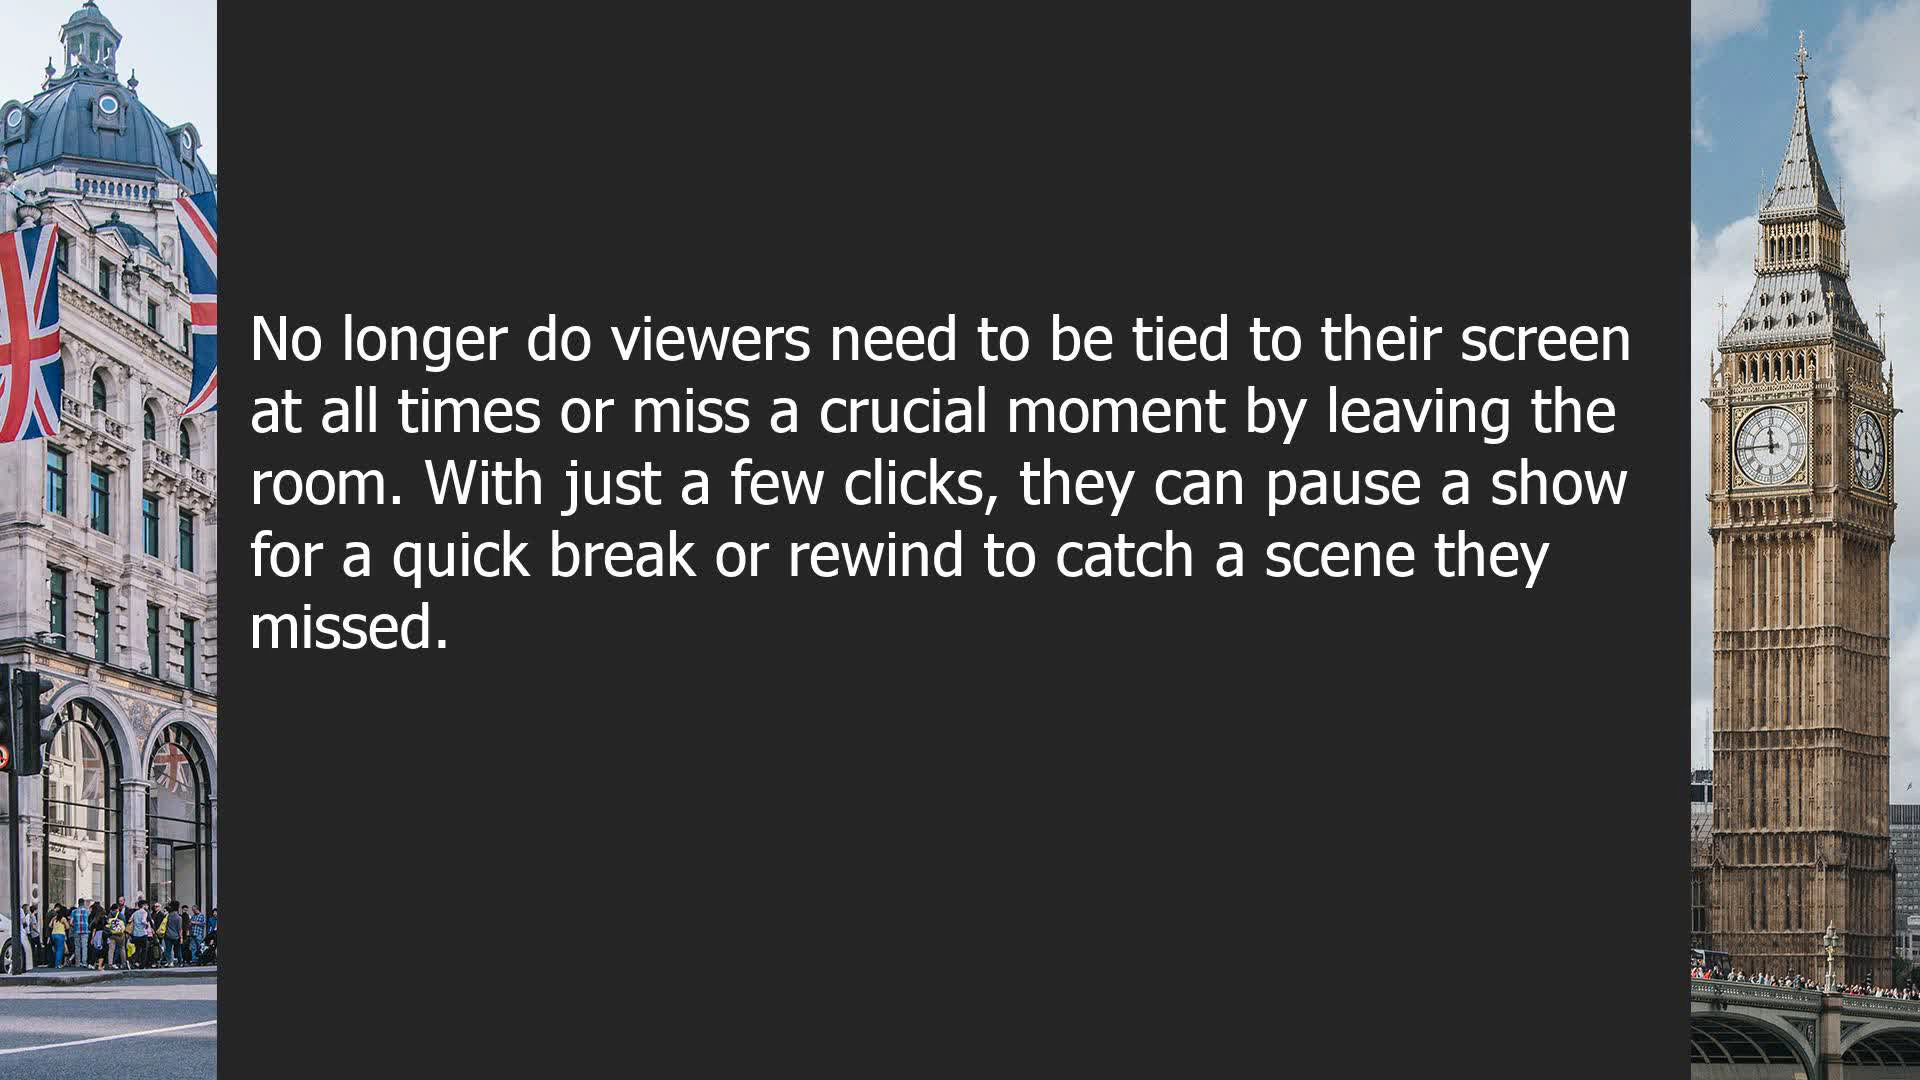 No longer do viewers need to be tied to their screen
at all times or miss a crucial moment by leaving the
room. With just a few clicks, they can pause a show
for a quick break or rewind to catch a scene they
missed.